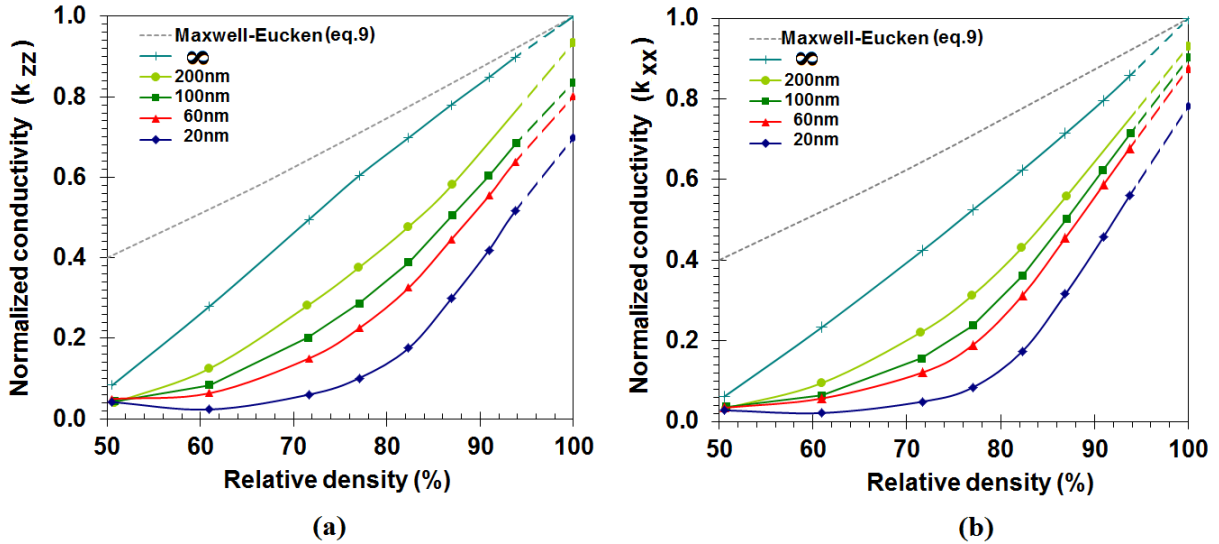 1.0
0.8
0.6
0.4
0.2
0.0
Normalized conductivity (k zz)
Maxwell-Eucken (eq.9)
∞
200nm
100nm
60nm
20nm
50 60 70 80 90 100
Relative density (%)
(a)
1.0
0.8
0.6
0.4
0.2
0.0
Normalized conductivity (k xx)
Maxwell-Eucken (eq.9)
∞
200nm
100nm
60nm
20nm
50 60 70 80 90 100
Relative density (%)
(b)